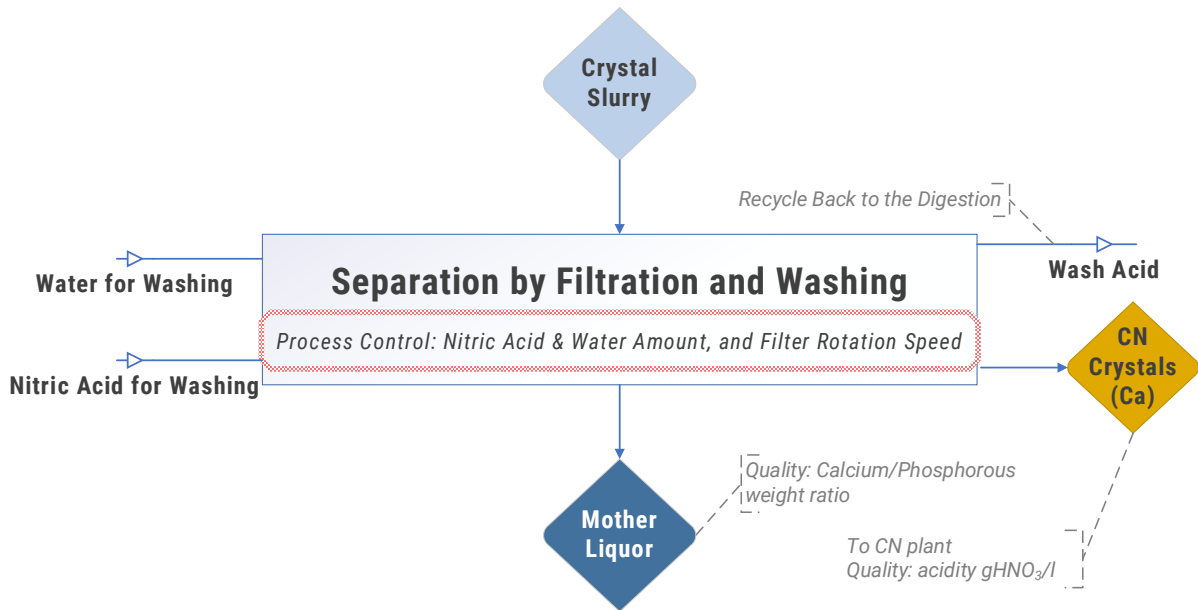 Crystal
Slurry
Recycle Back to the Digestion
Water for Washing
Separation by Filtration and Washing
Wash Acid
Process Control: Nitric Acid & Water Amount, and Filter Rotation Speed
Nitric Acid for Washing
CN
Crystals
(Ca)
Mother
Liquor
Quality: Calcium/Phosphorous
weight ratio
To CN plant
Quality: acidity gHNO₃/l